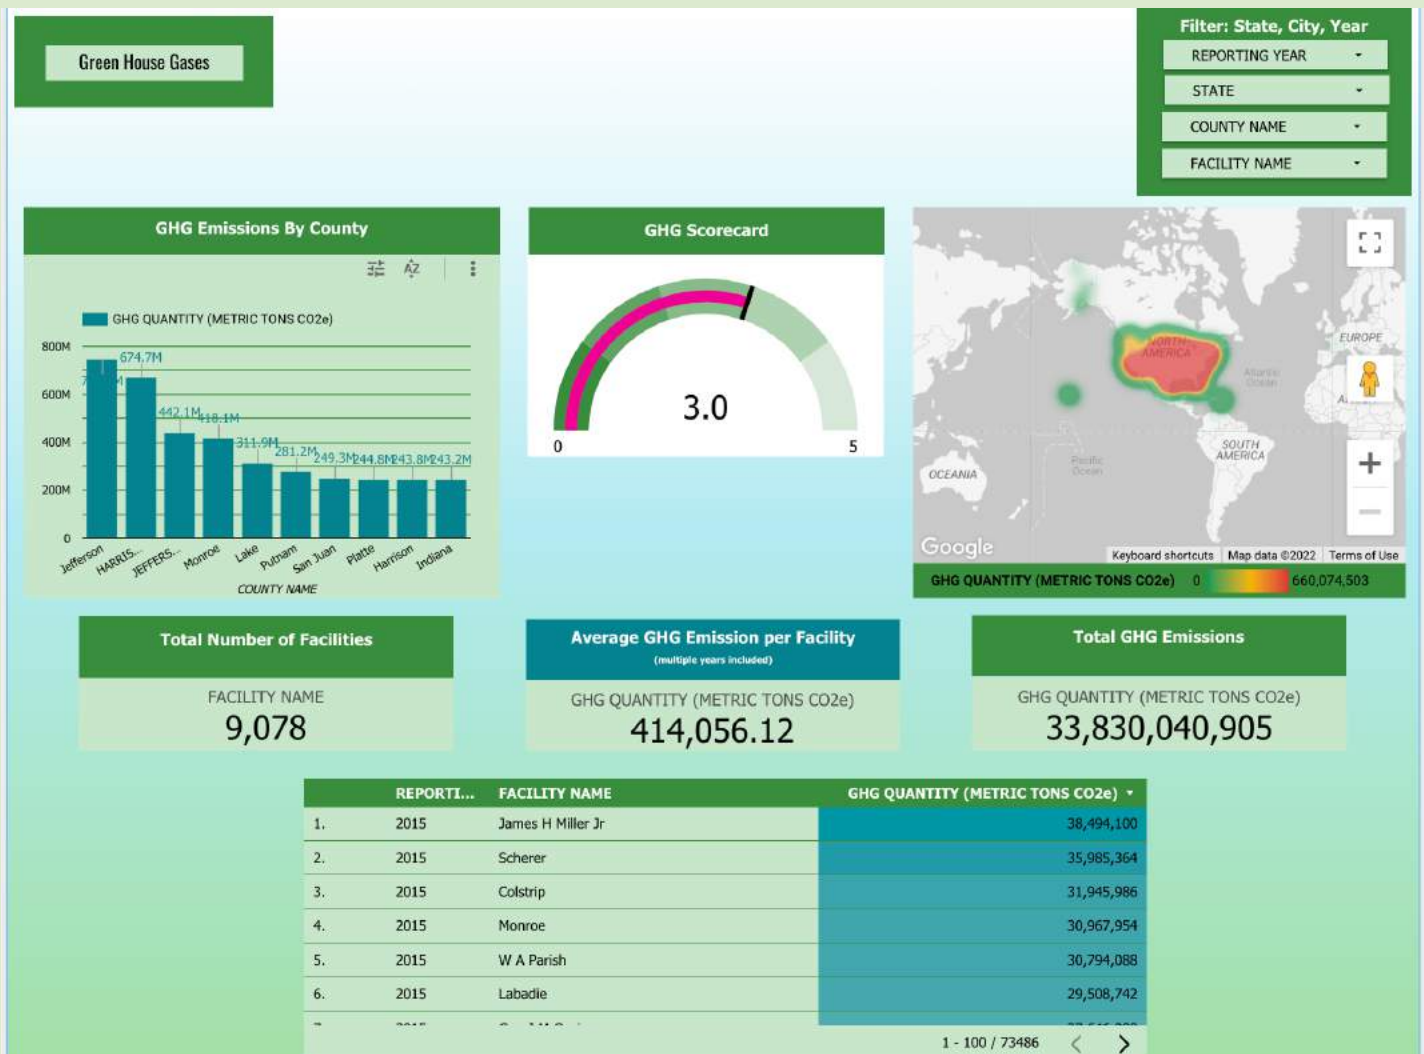 Green House Gases
Filter: State, City, Year
REPORTING YEAR
STATE
COUNTY NAME
FACILITY NAME
GHG Emissions By County
AZ
GHG QUANTITY (METRIC TONS CO2e)
800M
600M
400M
200M
0
674.7M
442.1M
418.1M
311.9M
281.2M
249.3M
244.8M
243.8M
243.2M
Jefferson
HARRIS...
JEFFERS...
Monroe
Lake
Putnam
San Juan
Platte
Harrison
Indiana
COUNTY NAME
GHG Scorecard
3.0
0
5
NORTH
AMERICA
EUROPE
Atlantic
Ocean
SOUTH
AMERICA
Pacific
Ocean
OCEANIA
Google
Keyboard shortcuts
Map data ©2022
Terms of Use
GHG QUANTITY (METRIC TONS CO2e) 0 660,074,503
Total Number of Facilities
FACILITY NAME
9,078
Average GHG Emission per Facility
(multiple years included)
GHG QUANTITY (METRIC TONS CO2e)
414,056.12
Total GHG Emissions
GHG QUANTITY (METRIC TONS CO2e)
33,830,040,905
REPORTI... FACILITY NAME GHG QUANTITY (METRIC TONS CO2e)
1. 2015 James H Miller Jr 38,494,100
2. 2015 Scherer 35,985,364
3. 2015 Colstrip 31,945,986
4. 2015 Monroe 30,967,954
5. 2015 W A Parish 30,794,088
6. 2015 Labadie 29,508,742
1 - 100 / 73486